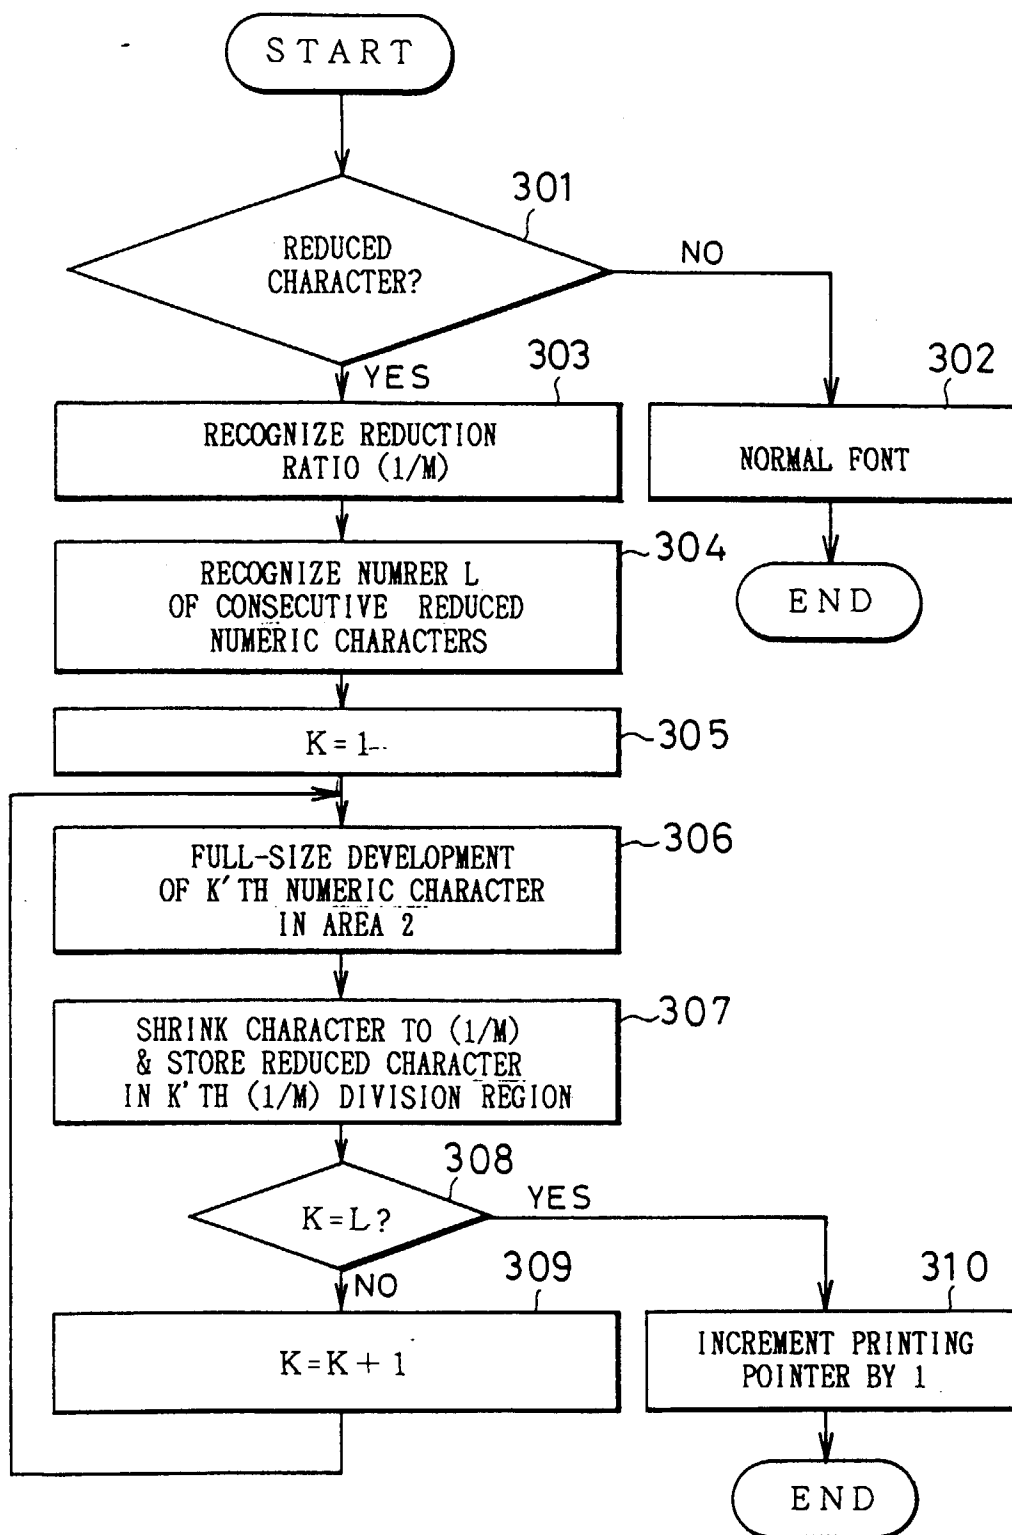 START
301
REDUCED
CHARACTER?
NO
303
YES
302
RECOGNIZE REDUCTION
RATIO (1/M)
NORMAL FONT
304
RECOGNIZE NUMRER L
OF CONSECUTIVE REDUCED
NUMERIC CHARACTERS
END
305
K=1
306
FULL-SIZE DEVELOPMENT
OF K'TH NUMERIC CHARACTER
IN AREA 2
307
SHRINK CHARACTER TO (1/M)
& STORE REDUCED CHARACTER
IN K'TH (1/M) DIVISION REGION
308
K=L?
YES
NO
309
310
K=K+1
INCREMENT PRINTING
POINTER BY 1
END